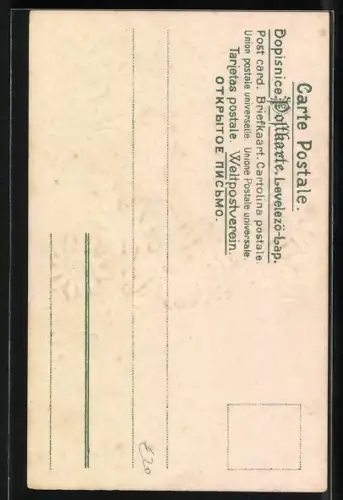 Carte Postale.
Dopisnice. Postkarte. Levelező-Lap.
Post card. Briefkaart. Cartolina postale.
Union postale universelle. Unione Postale universale.
Tarjetas postale. Weltpostverein.
ОТКРЫТОЕ ПИСЬМО.